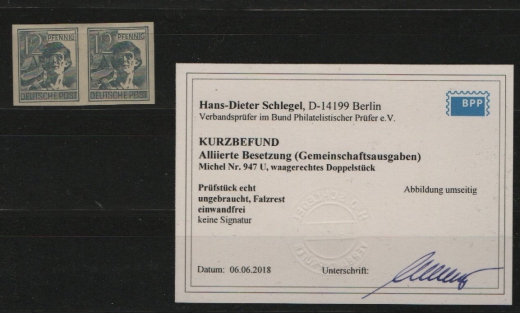 12 PFENNIG 12 PFENNIG
DEUTSCHE POST DEUTSCHE POST
Hans-Dieter Schlegel, D-14199 Berlin
Verbandsprüfer im Bund Philatelistischer Prüfer e.V.
BPP
KURZBEFUND
Alliierte Besetzung (Gemeinschaftsausgaben)
Michel Nr. 947 U, waagerechtes Doppelstück
Prüfstück echt
Abbildung umseitig
ungebraucht, Falzrest
einwandfrei
keine Signatur
Datum: 06.06.2018 Unterschrift: